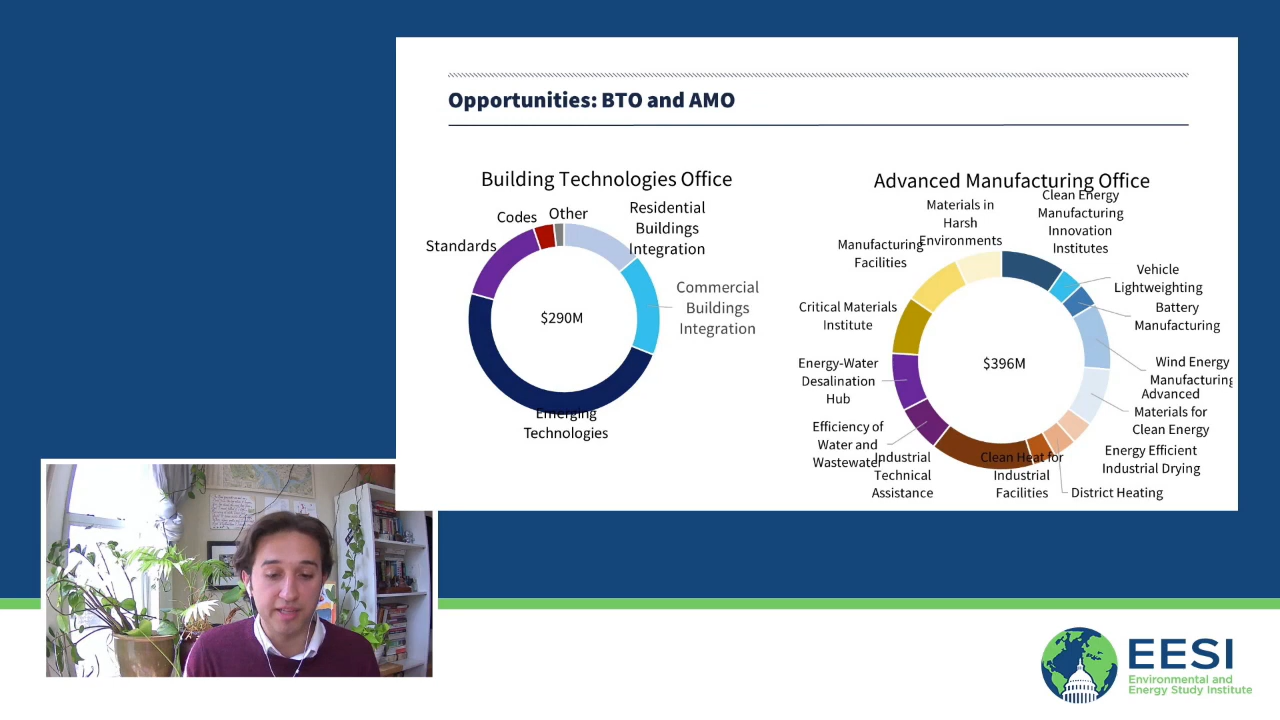 Opportunities: BTO and AMO
Building Technologies Office
Codes
Other
Residential
Buildings
Integration
Standards
Commercial
Buildings
Integration
$290M
Emerging
Technologies
Advanced Manufacturing Office
Clean Energy
Manufacturing
Innovation
Institutes
Materials in
Harsh
Environments
Manufacturing
Facilities
Vehicle
Lightweighting
Battery
Manufacturing
Critical Materials
Institute
$396M
Wind Energy
Manufacturing
Energy-Water
Desalination
Hub
Advanced
Materials for
Clean Energy
Efficiency of
Water and
Wastewater
Industrial
Technical
Assistance
Clean Heat for
Industrial
Facilities
Energy Efficient
Industrial Drying
District Heating
EESI
Environmental and
Energy Study Institute